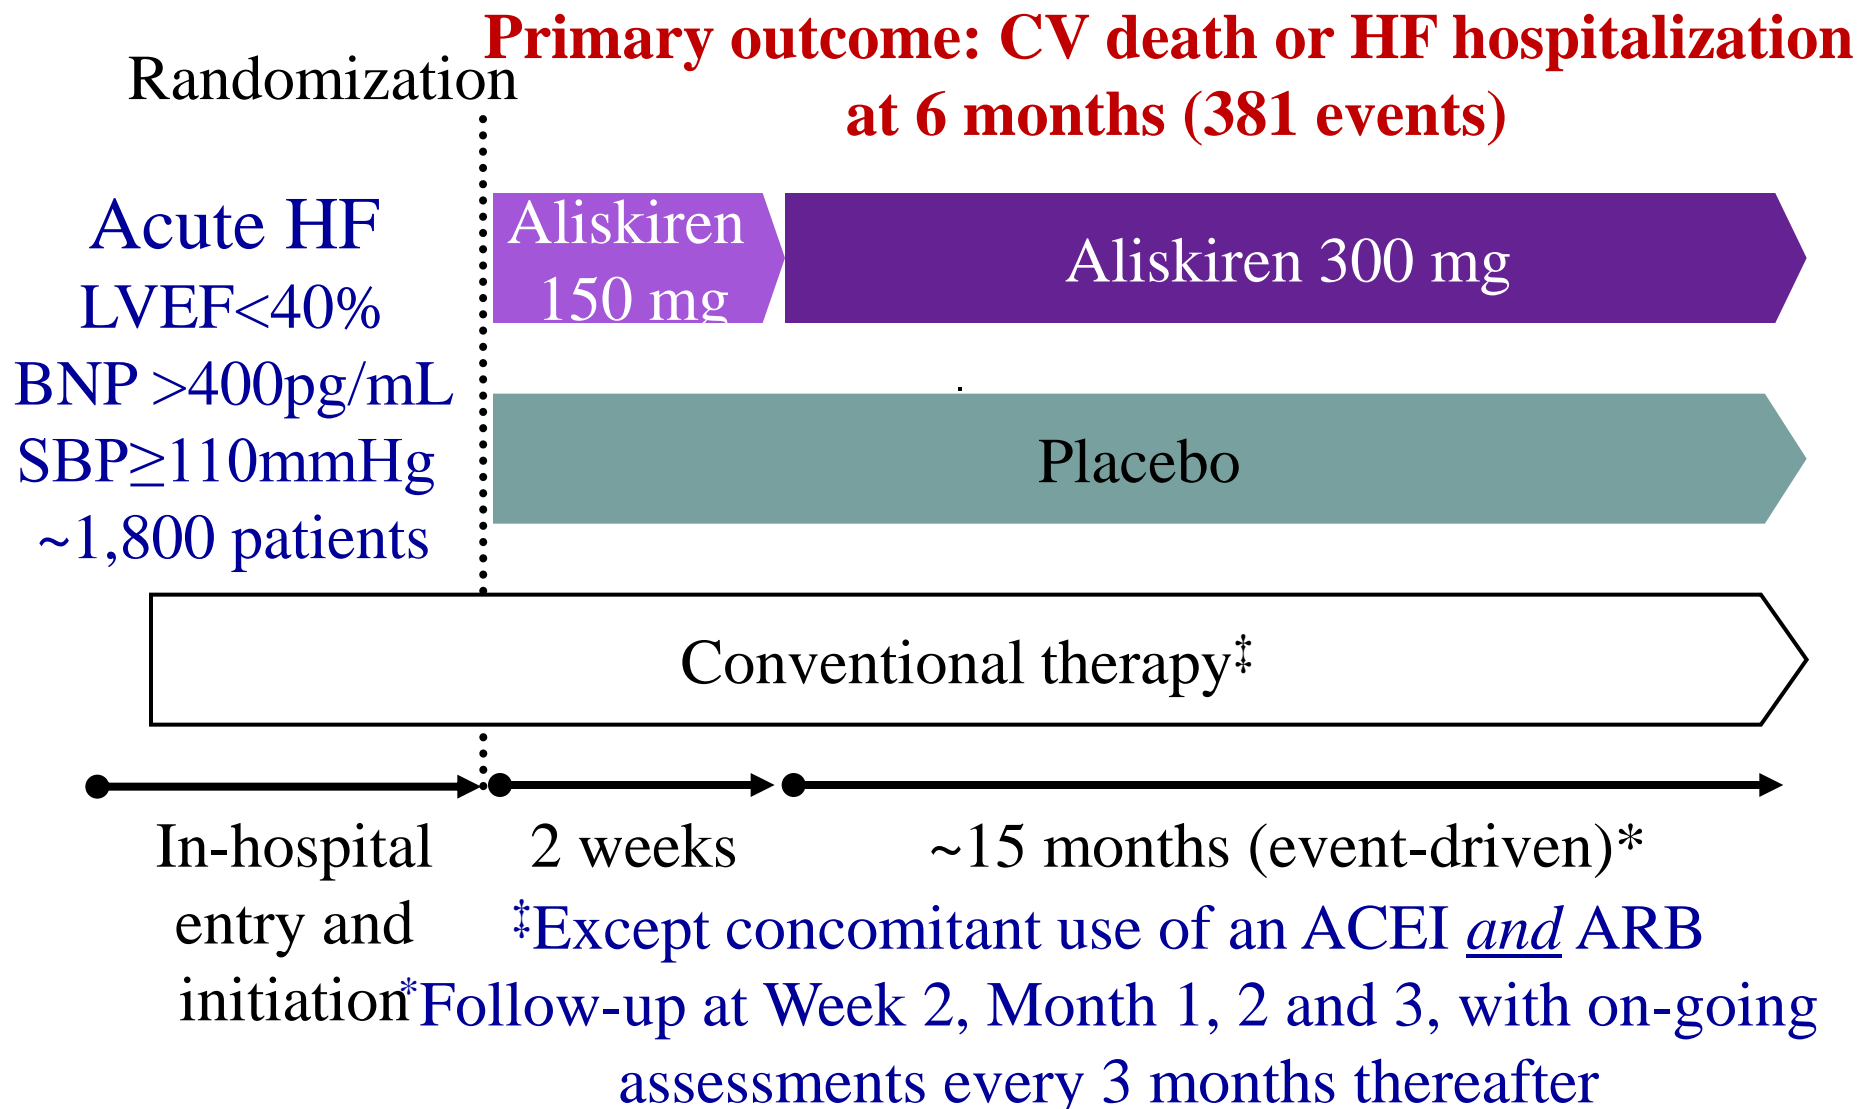 Primary outcome: CV death or HF hospitalization
at 6 months (381 events)
Randomization
Acute HF
LVEF<40%
BNP >400pg/mL
SBP≥110mmHg
~1,800 patients
Aliskiren
150 mg
Aliskiren 300 mg
Placebo
Conventional therapy‡
In-hospital
entry and
initiation
2 weeks
~15 months (event-driven)*
‡Except concomitant use of an ACEI and ARB
*Follow-up at Week 2, Month 1, 2 and 3, with on-going
assessments every 3 months thereafter